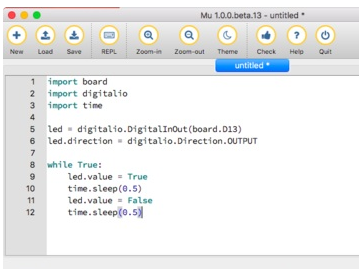 Mu 1.0.0.beta.13 - untitled *
New Load Save REPL Zoom-in Zoom-out Theme Check Help Quit
untitled *
1 import board
2 import digitalio
3 import time
4
5 led = digitalio.DigitalInOut(board.D13)
6 led.direction = digitalio.Direction.OUTPUT
7
8 while True:
9     led.value = True
10     time.sleep(0.5)
11     led.value = False
12     time.sleep(0.5)